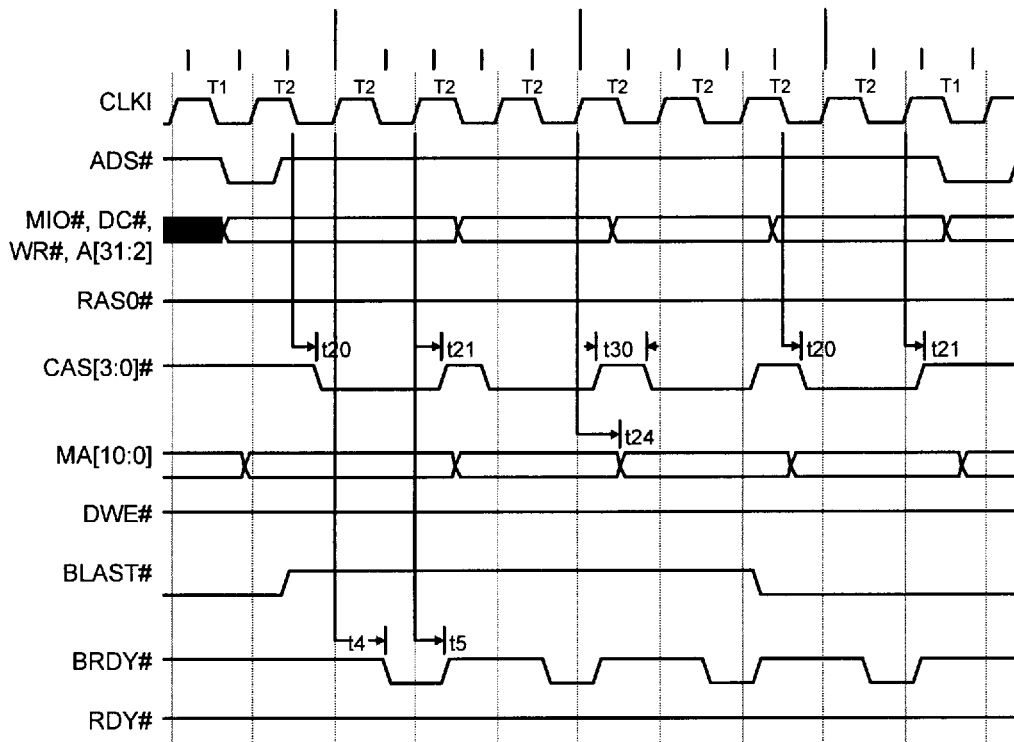 T1 T2 T2 T2 T2 T2 T2 T2 T2 T1
CLKI
ADS#
MIO#, DC#,
WR#, A[31:2]
RAS0#
t20 t21 t30 t20 t21
CAS[3:0]#
t24
MA[10:0]
DWE#
BLAST#
t4 t5
BRDY#
RDY#